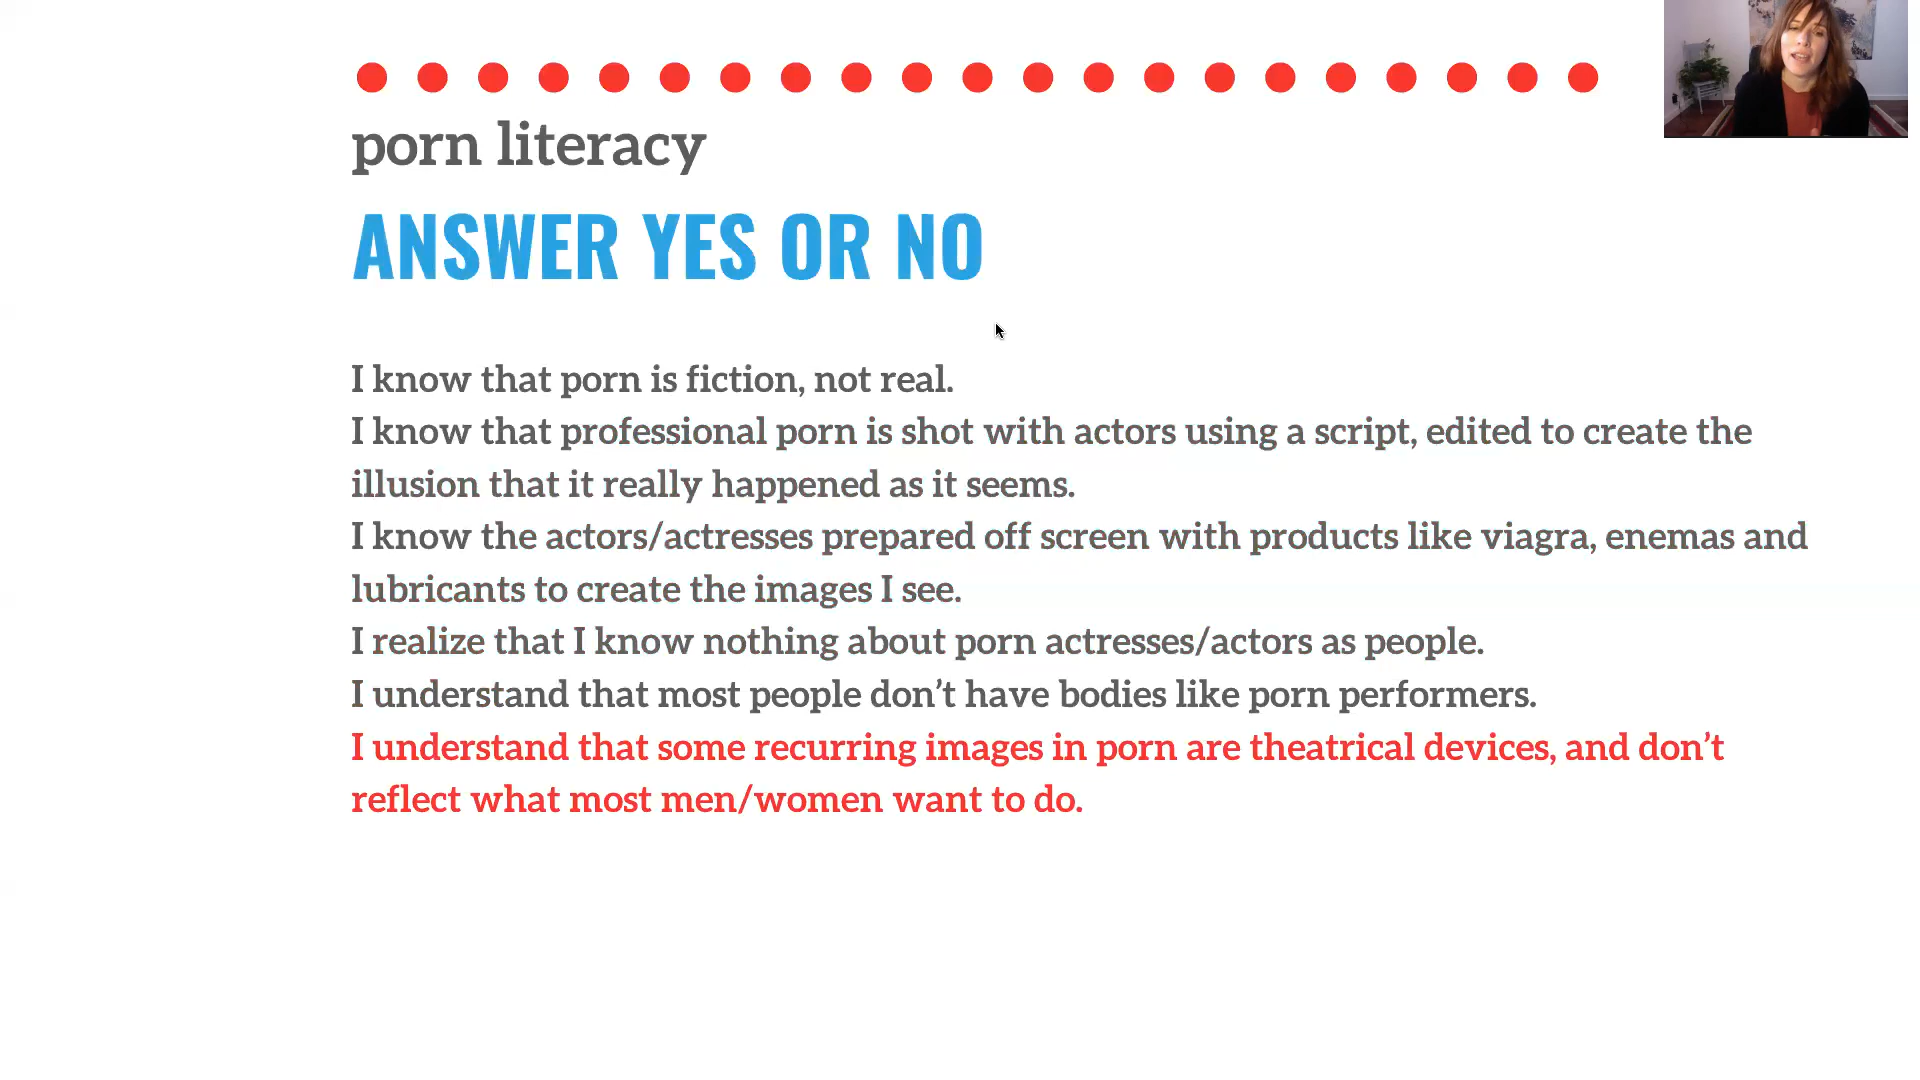 porn literacy
ANSWER YES OR NO
I know that porn is fiction, not real.
I know that professional porn is shot with actors using a script, edited to create the
illusion that it really happened as it seems.
I know the actors/actresses prepared off screen with products like viagra, enemas and
lubricants to create the images I see.
I realize that I know nothing about porn actresses/actors as people.
I understand that most people don’t have bodies like porn performers.
I understand that some recurring images in porn are theatrical devices, and don’t
reflect what most men/women want to do.